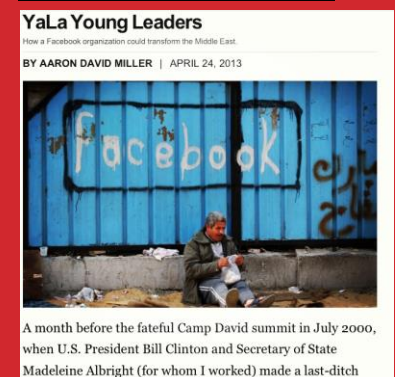 YaLa Young Leaders
How a Facebook organization could transform the Middle East.
BY AARON DAVID MILLER | APRIL 24, 2013
facebook
A month before the fateful Camp David summit in July 2000,
when U.S. President Bill Clinton and Secretary of State
Madeleine Albright (for whom I worked) made a last-ditch